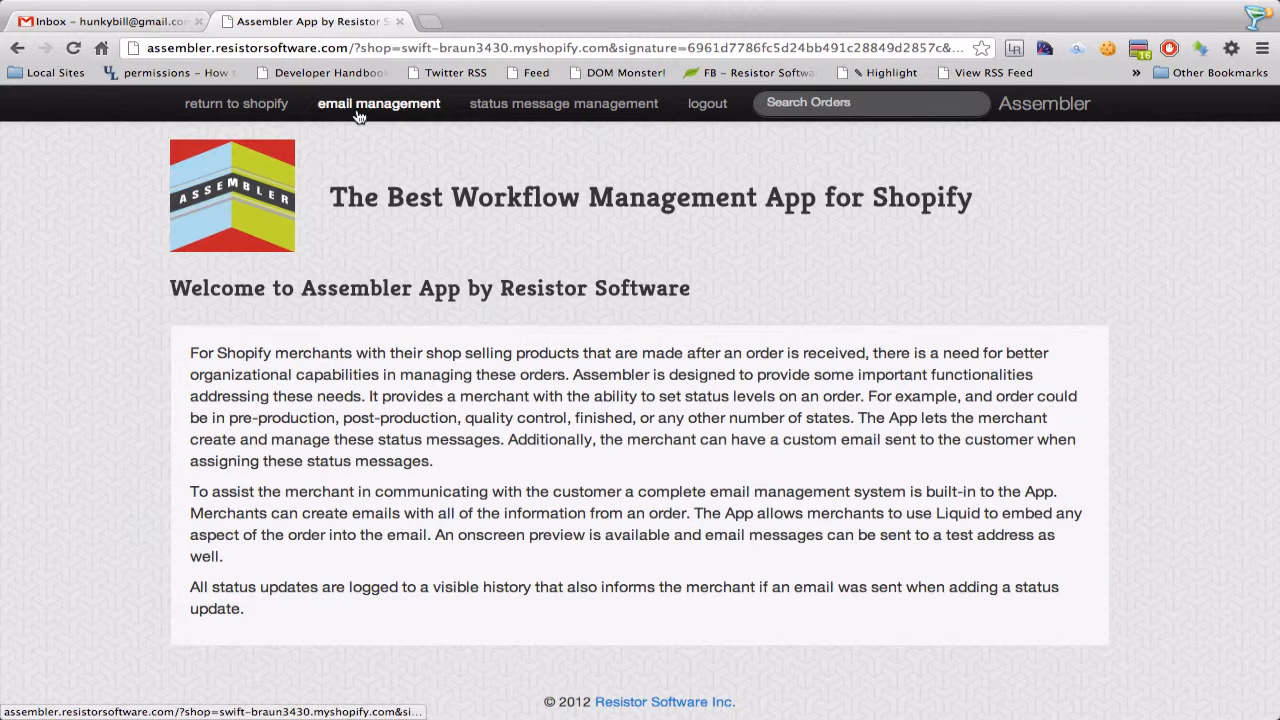 Inbox – hunkybill@gmail.co
Assembler App by Resistor S
assembler.resistorsoftware.com/?shop=swift-braun3430.myshopify.com&signature=6961d7786fc5d24bb491c28949d2857c&...
Local Sites permissions – How t Developer Handbook Twitter RSS Feed DOM Monster! FB – Resistor Softwa Highlight View RSS Feed » Other Bookmarks
return to shopify email management status message management logout Search Orders Assembler
ASSEMBLER
The Best Workflow Management App for Shopify
Welcome to Assembler App by Resistor Software
For Shopify merchants with their shop selling products that are made after an order is received, there is a need for better
organizational capabilities in managing these orders. Assembler is designed to provide some important functionalities
addressing these needs. It provides a merchant with the ability to set status levels on an order. For example, and order could
be in pre-production, post-production, quality control, finished, or any other number of states. The App lets the merchant
create and manage these status messages. Additionally, the merchant can have a custom email sent to the customer when
assigning these status messages.
To assist the merchant in communicating with the customer a complete email management system is built-in to the App.
Merchants can create emails with all of the information from an order. The App allows merchants to use Liquid to embed any
aspect of the order into the email. An onscreen preview is available and email messages can be sent to a test address as
well.
All status updates are logged to a visible history that also informs the merchant if an email was sent when adding a status
update.
© 2012 Resistor Software Inc.
assembler.resistorsoftware.com/?shop=swift-braun3430.myshopify.com&si...